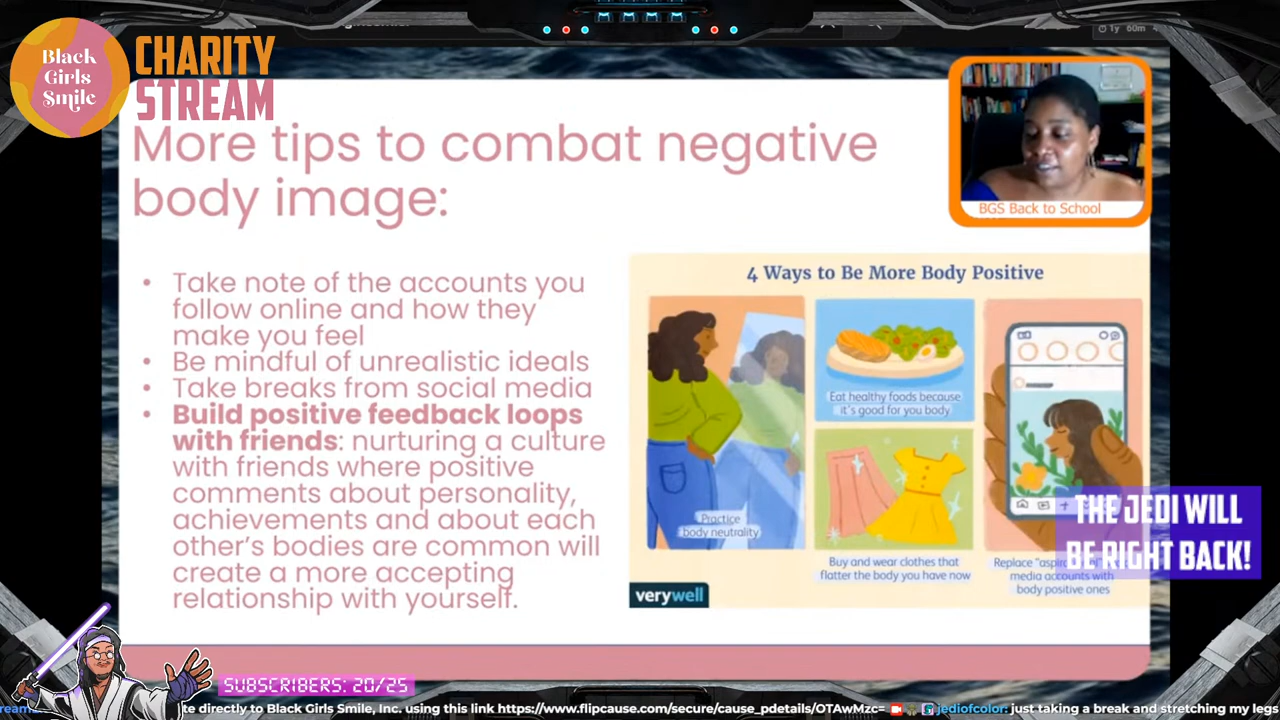 Black
Girls
Smile
CHARITY
STREAM
1y 60m
More tips to combat negative
body image:
BGS Back to School
• Take note of the accounts you
follow online and how they
make you feel
• Be mindful of unrealistic ideals
• Take breaks from social media
• Build positive feedback loops
with friends: nurturing a culture
with friends where positive
comments about personality,
achievements and about each
other's bodies are common will
create a more accepting
relationship with yourself.
4 Ways to Be More Body Positive
Practice
body neutrality
Eat healthy foods because
it's good for you body
Buy and wear clothes that
flatter the body you have now
Replace
media accounts with
body positive ones
verywell
THE JEDI WILL
BE RIGHT BACK!
SUBSCRIBERS: 20/25
te directly to Black Girls Smile, Inc. using this link https://www.flipcause.com/secure/cause_pdetails/OTAwMzc= jediofcolor: just taking a break and stretching my legs